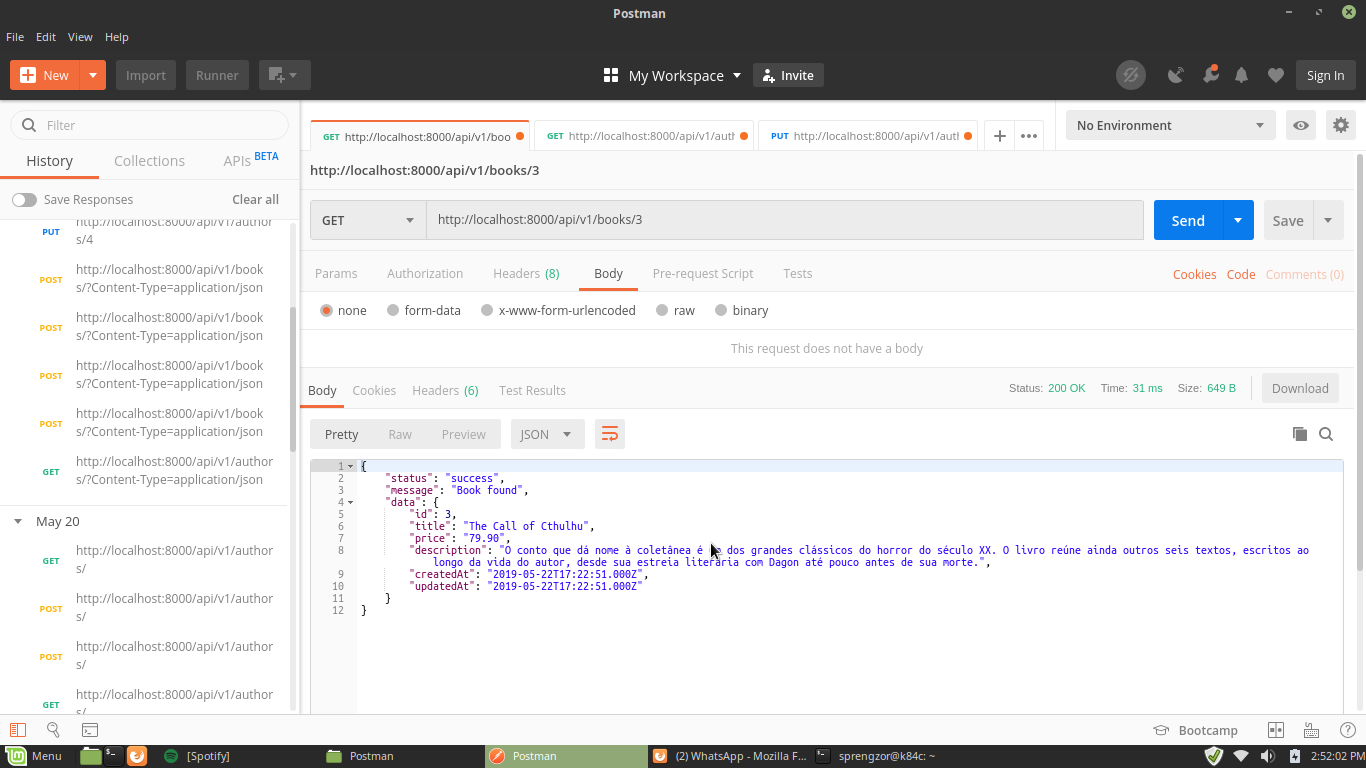 Postman
File Edit View Help
New Import Runner My Workspace Invite Sign In
Filter
History Collections APIs BETA
Save Responses Clear all
PUT http://localhost:8000/api/v1/author
s/4
POST http://localhost:8000/api/v1/book
s/?Content-Type=application/json
POST http://localhost:8000/api/v1/book
s/?Content-Type=application/json
POST http://localhost:8000/api/v1/book
s/?Content-Type=application/json
POST http://localhost:8000/api/v1/book
s/?Content-Type=application/json
GET http://localhost:8000/api/v1/author
s/?Content-Type=application/json
May 20
GET http://localhost:8000/api/v1/author
s/
POST http://localhost:8000/api/v1/author
s/
POST http://localhost:8000/api/v1/author
s/
GET http://localhost:8000/api/v1/author
GET http://localhost:8000/api/v1/boo GET http://localhost:8000/api/v1/auth PUT http://localhost:8000/api/v1/auth
No Environment
http://localhost:8000/api/v1/books/3
GET http://localhost:8000/api/v1/books/3 Send Save
Params Authorization Headers (8) Body Pre-request Script Tests Cookies Code Comments (0)
none form-data x-www-form-urlencoded raw binary
This request does not have a body
Body Cookies Headers (6) Test Results Status: 200 OK Time: 31 ms Size: 649 B Download
Pretty Raw Preview JSON
1 {
2 "status": "success",
3 "message": "Book found",
4 "data": {
5 "id": 3,
6 "title": "The Call of Cthulhu",
7 "price": "79.90",
8 "description": "O conto que dá nome à coletânea é dos grandes clássicos do horror do século XX. O livro reúne ainda outros seis textos, escritos ao
longo da vida do autor, desde sua estreia literária com Dagon até pouco antes de sua morte.",
9 "createdAt": "2019-05-22T17:22:51.000Z",
10 "updatedAt": "2019-05-22T17:22:51.000Z"
11 }
12 }
Bootcamp
Menu [Spotify] Postman Postman (2) WhatsApp - Mozilla F... sprengzor@k84c: ~ 2:52:02 PM